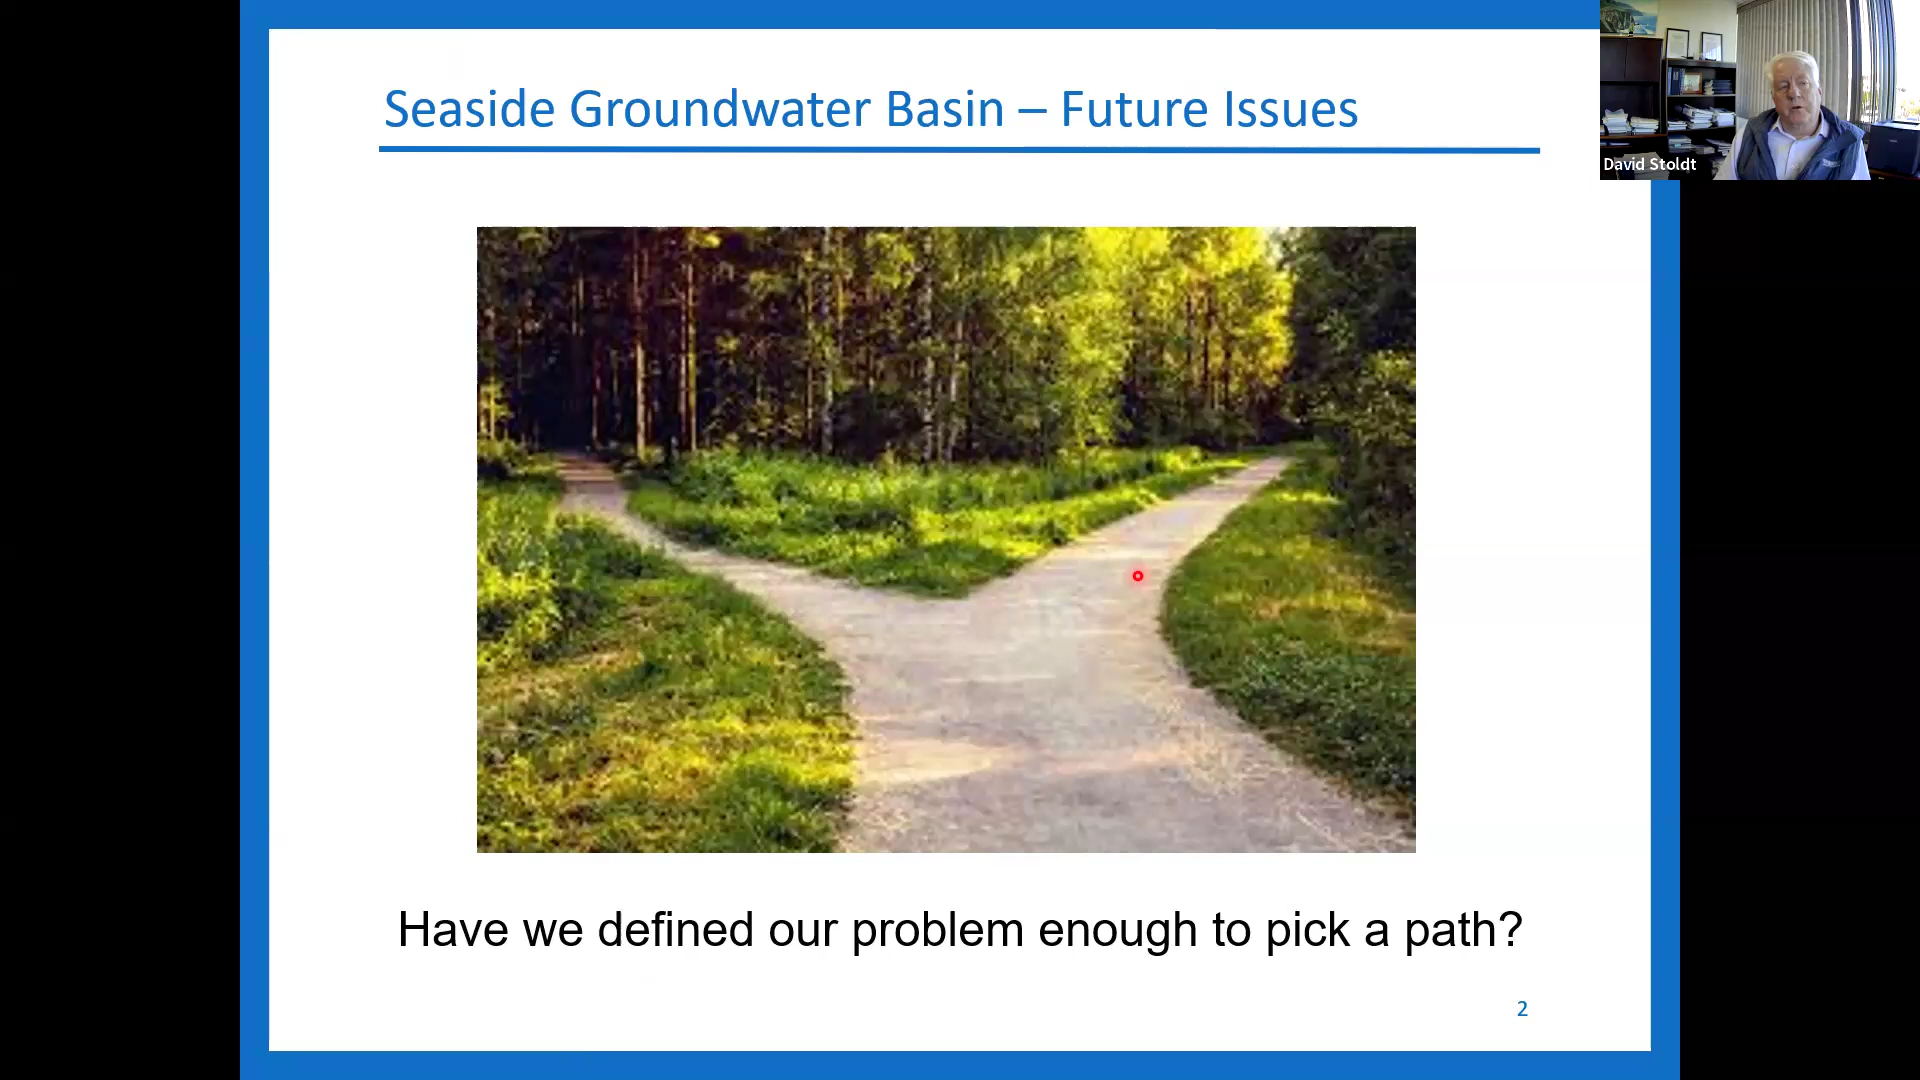 Seaside Groundwater Basin – Future Issues
David Stoldt
Have we defined our problem enough to pick a path?
2